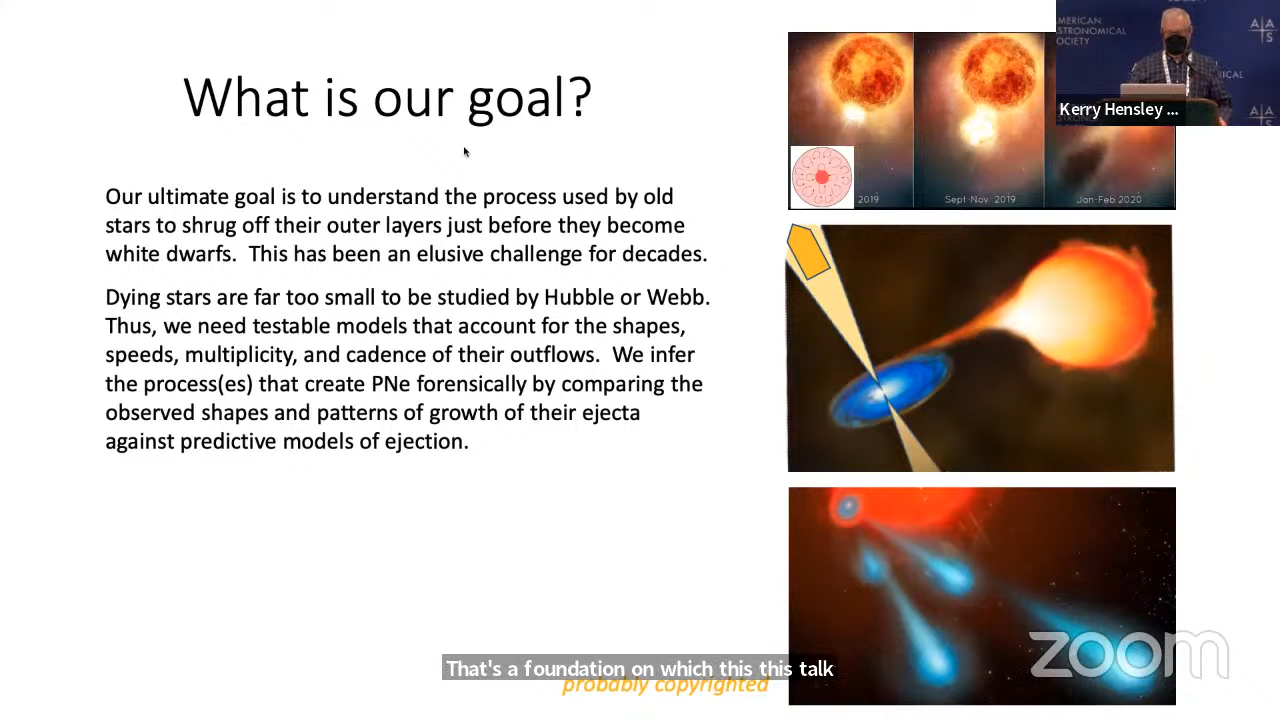 What is our goal?
Our ultimate goal is to understand the process used by old
stars to shrug off their outer layers just before they become
white dwarfs.  This has been an elusive challenge for decades.
Dying stars are far too small to be studied by Hubble or Webb.
Thus, we need testable models that account for the shapes,
speeds, multiplicity, and cadence of their outflows.  We infer
the process(es) that create PNe forensically by comparing the
observed shapes and patterns of growth of their ejecta
against predictive models of ejection.
2019
Sept-Nov 2019
Jan-Feb 2020
AMERICAN
ASTRONOMICAL
SOCIETY
AAS
Kerry Hensley ...
zoom
That's a foundation on which this this talk
probably copyrighted